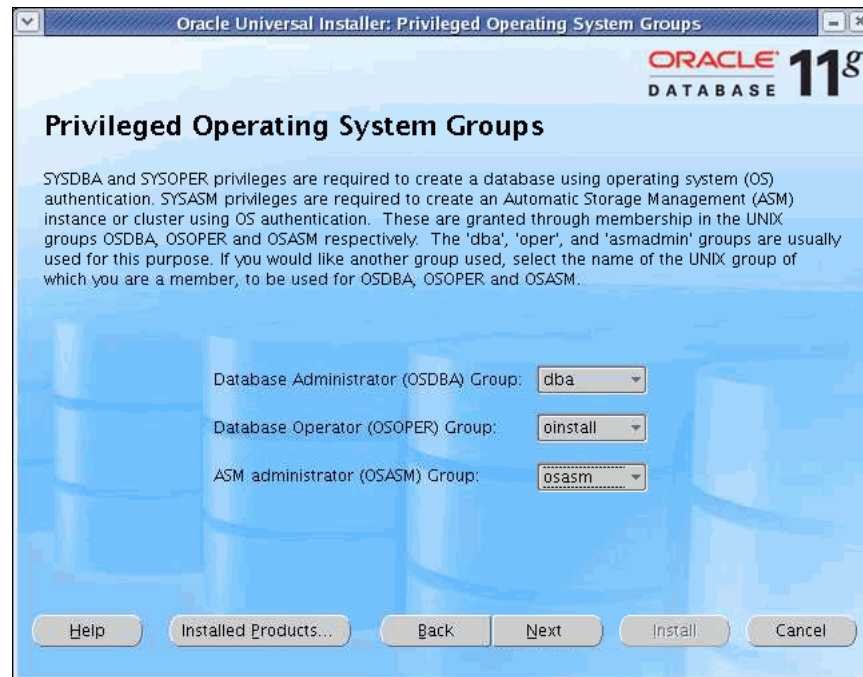 Oracle Universal Installer: Privileged Operating System Groups
ORACLE 11g
DATABASE
Privileged Operating System Groups
SYSDBA and SYSOPER privileges are required to create a database using operating system (OS)
authentication. SYSASM privileges are required to create an Automatic Storage Management (ASM)
instance or cluster using OS authentication. These are granted through membership in the UNIX
groups OSDBA, OSOPER and OSASM respectively. The 'dba', 'oper', and 'asmadmin' groups are usually
used for this purpose. If you would like another group used, select the name of the UNIX group of
which you are a member, to be used for OSDBA, OSOPER and OSASM.
Database Administrator (OSDBA) Group: dba
Database Operator (OSOPER) Group: oinstall
ASM administrator (OSASM) Group: osasm
Help Installed Products... Back Next Install Cancel